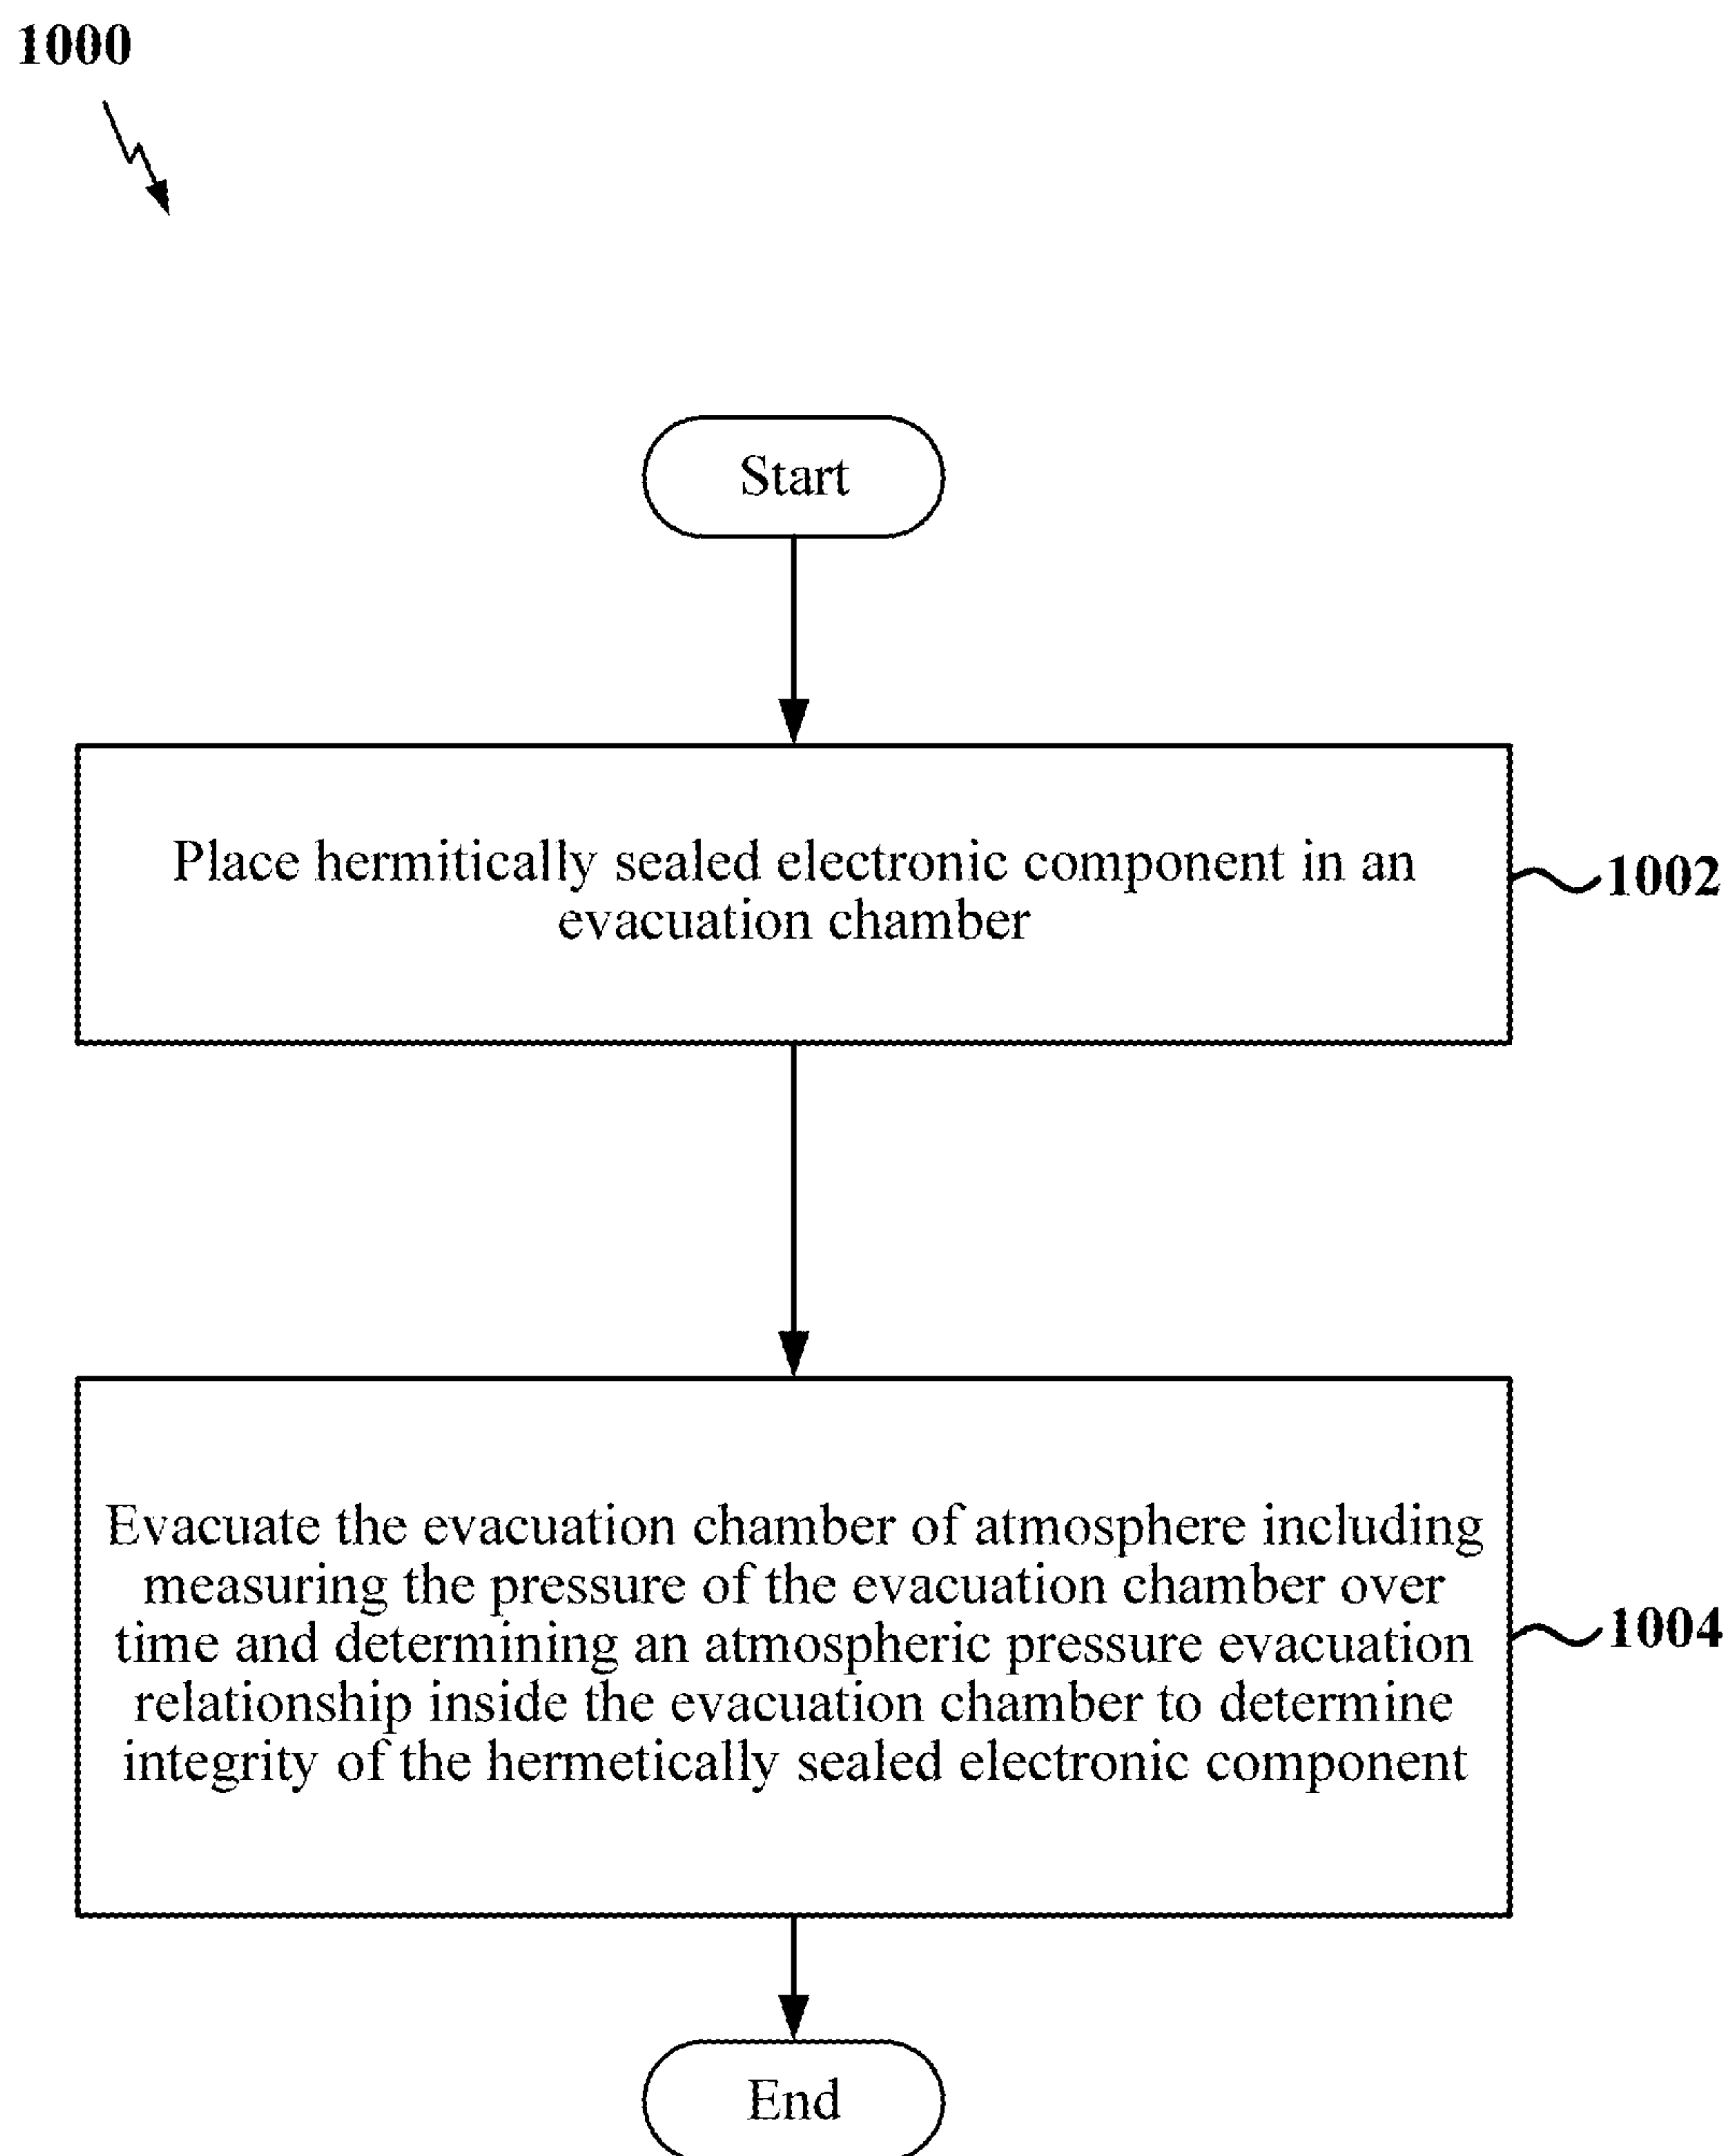 1000
Start
Place hermitically sealed electronic component in an
evacuation chamber
1002
Evacuate the evacuation chamber of atmosphere including
measuring the pressure of the evacuation chamber over
time and determining an atmospheric pressure evacuation
relationship inside the evacuation chamber to determine
integrity of the hermetically sealed electronic component
1004
End